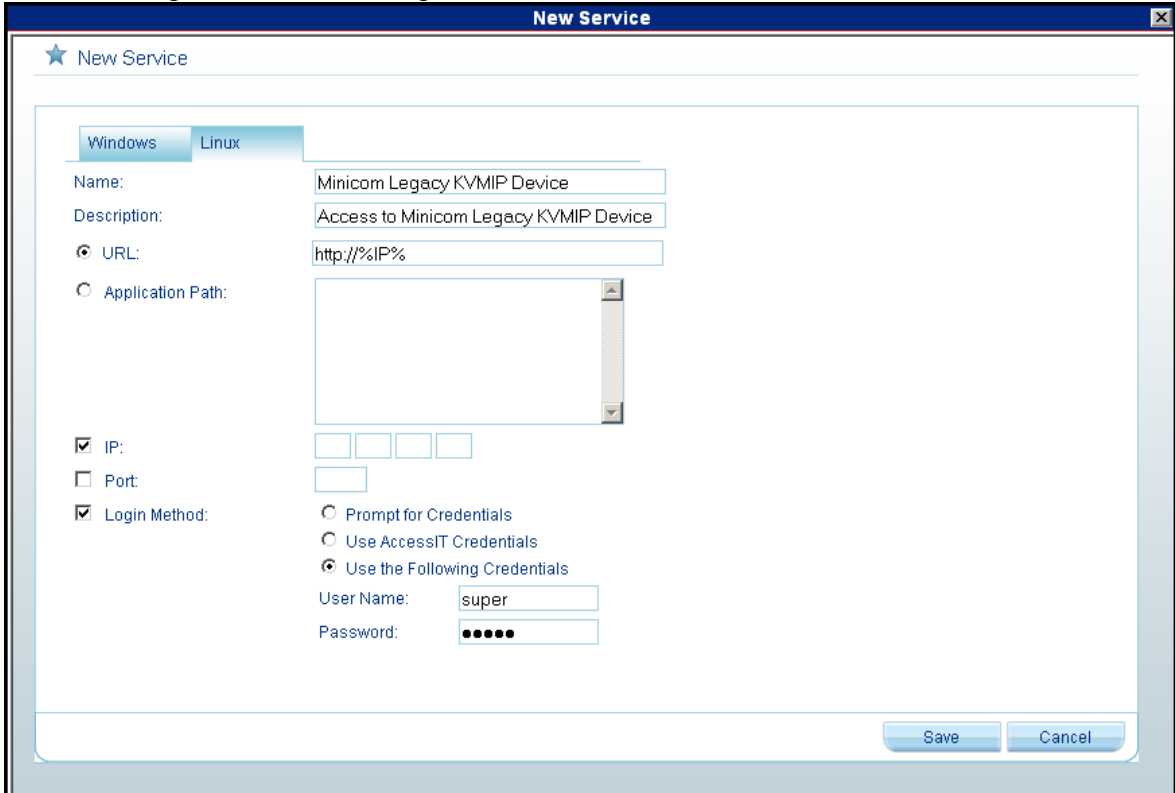 New Service
New Service
Windows Linux
Name: Minicom Legacy KVMIP Device
Description: Access to Minicom Legacy KVMIP Device
URL: http://%IP%
Application Path:
IP:
Port:
Login Method: Prompt for Credentials
Use AccessIT Credentials
Use the Following Credentials
User Name: super
Password: ●●●●●
Save Cancel